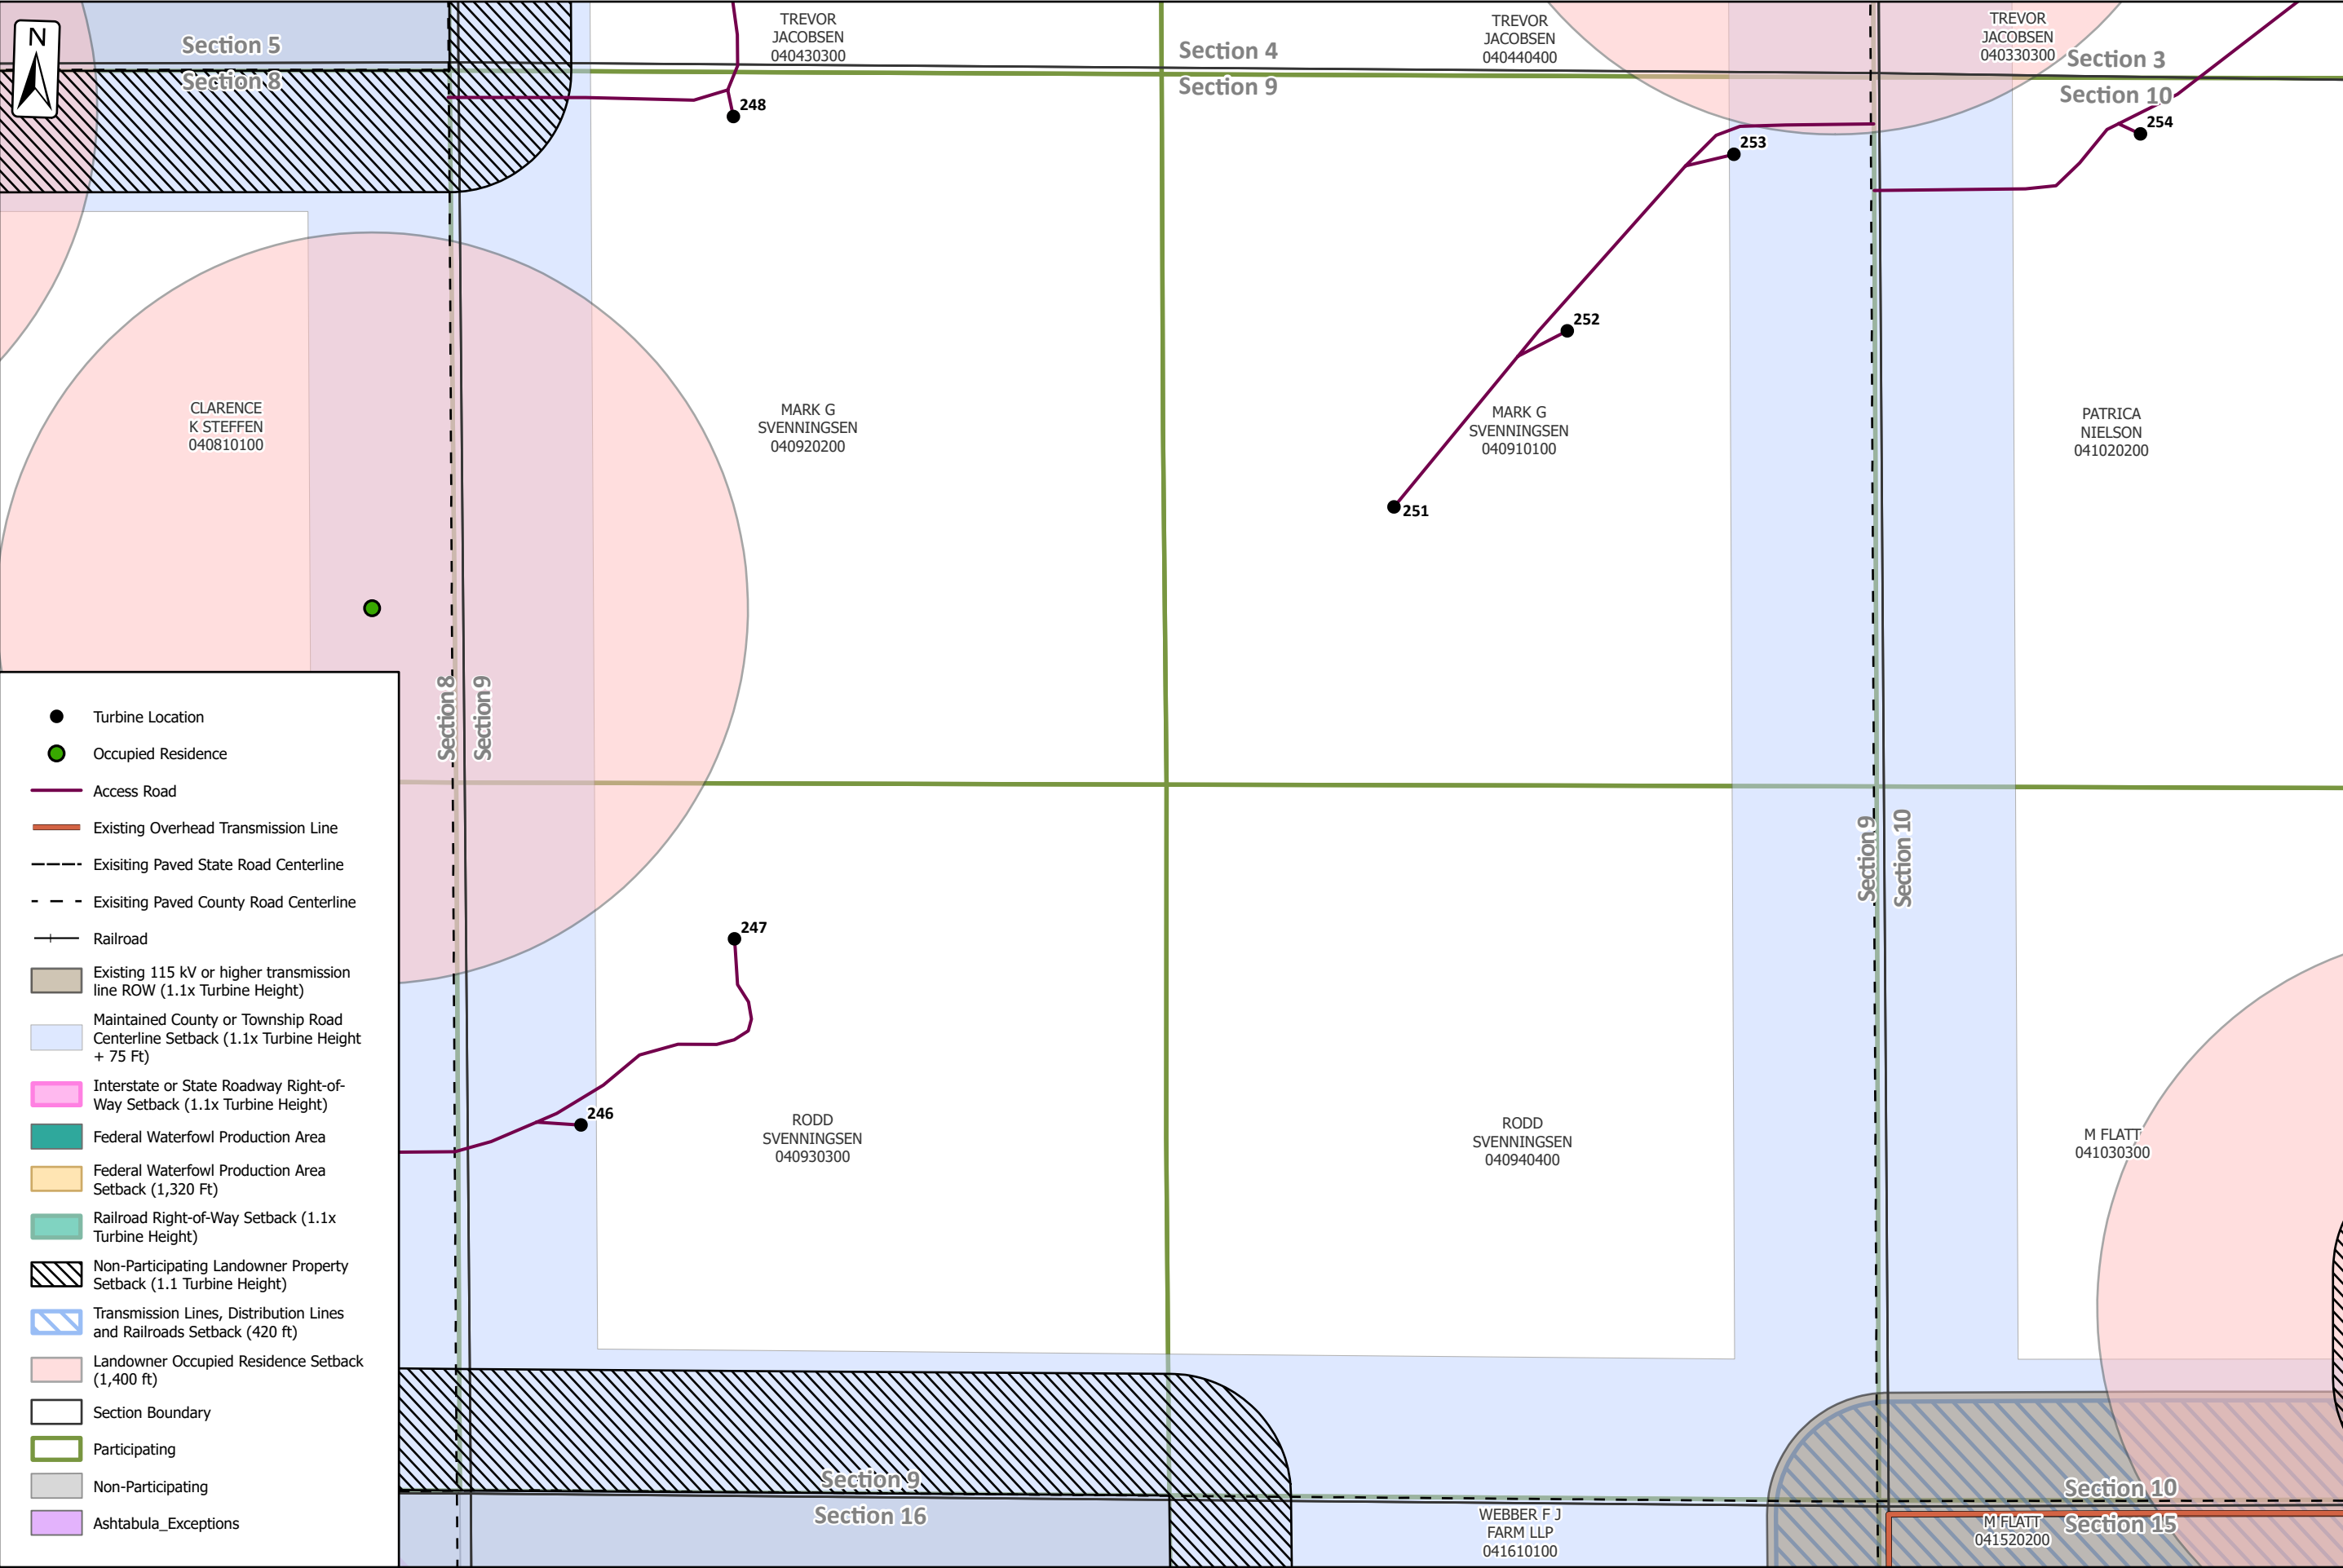 N
Section 5
Section 8
TREVOR
JACOBSEN
040430300
Section 4
Section 9
TREVOR
JACOBSEN
040440400
TREVOR
JACOBSEN
040330300
Section 3
Section 10
248
253
254
252
CLARENCE
K STEFFEN
040810100
MARK G
SVENNINGSEN
040920200
MARK G
SVENNINGSEN
040910100
PATRICA
NIELSON
041020200
251
Section 8
Section 9
Section 9
Section 10
247
246
RODD
SVENNINGSEN
040930300
RODD
SVENNINGSEN
040940400
M FLATT
041030300
Section 9
Section 16
Section 10
Section 15
WEBBER F J
FARM LLP
041610100
M FLATT
041520200
Turbine Location
Occupied Residence
Access Road
Existing Overhead Transmission Line
Exisiting Paved State Road Centerline
Exisiting Paved County Road Centerline
Railroad
Existing 115 kV or higher transmission
line ROW (1.1x Turbine Height)
Maintained County or Township Road
Centerline Setback (1.1x Turbine Height
+ 75 Ft)
Interstate or State Roadway Right-of-
Way Setback (1.1x Turbine Height)
Federal Waterfowl Production Area
Federal Waterfowl Production Area
Setback (1,320 Ft)
Railroad Right-of-Way Setback (1.1x
Turbine Height)
Non-Participating Landowner Property
Setback (1.1 Turbine Height)
Transmission Lines, Distribution Lines
and Railroads Setback (420 ft)
Landowner Occupied Residence Setback
(1,400 ft)
Section Boundary
Participating
Non-Participating
Ashtabula_Exceptions